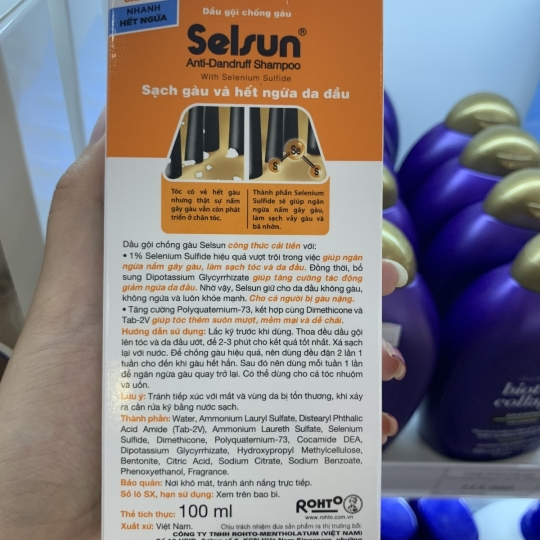 NHANH
HẾT NGỨA
Dầu gội chống gàu
Selsun®
Anti-Dandruff Shampoo
With Selenium Sulfide
Sạch gàu và hết ngứa da đầu
Se
S
S
Tóc có vẻ hết gàu
nhưng thật sự nấm
gây gàu vẫn còn phát
triển ở chân tóc.
Thành phần Selenium
Sulfide sẽ giúp ngăn
ngừa nấm gây gàu,
làm sạch vảy gàu và
bã nhờn.
Dầu gội chống gàu Selsun công thức cải tiến với:
• 1% Selenium Sulfide hiệu quả vượt trội trong việc giúp ngăn
ngừa nấm gây gàu, làm sạch tóc và da đầu. Đồng thời, bổ
sung Dipotassium Glycyrrhizate giúp tăng cường tác động
giảm ngứa da đầu. Nhờ vậy, Selsun giữ cho da đầu không gàu,
không ngứa và luôn khỏe mạnh. Cho cả người bị gàu nặng.
• Tăng cường Polyquaternium-73, kết hợp cùng Dimethicone và
Tab-2V giúp tóc thêm suôn mượt, mềm mại và dễ chải.
Hướng dẫn sử dụng: Lắc kỹ trước khi dùng. Thoa đều dầu gội
lên tóc và da đầu ướt, để 2-3 phút cho kết quả tốt nhất. Xả sạch
lại với nước. Để chống gàu hiệu quả, nên dùng đều đặn 2 lần 1
tuần cho đến khi gàu hết hẳn. Sau đó nên dùng mỗi tuần 1 lần
để ngăn ngừa gàu quay trở lại. Có thể dùng cho cả tóc nhuộm
và uốn.
Lưu ý: Tránh tiếp xúc với mắt và vùng da bị tổn thương, khi xảy
ra cần rửa kỹ bằng nước sạch.
Thành phần: Water, Ammonium Lauryl Sulfate, Distearyl Phthalic
Acid Amide (Tab-2V), Ammonium Laureth Sulfate, Selenium
Sulfide, Dimethicone, Polyquaternium-73, Cocamide DEA,
Dipotassium Glycyrrhizate, Hydroxypropyl Methylcellulose,
Bentonite, Citric Acid, Sodium Citrate, Sodium Benzoate,
Phenoxyethanol, Fragrance.
Bảo quản: Nơi khô mát, tránh ánh nắng trực tiếp.
Số lô SX, hạn sử dụng: Xem trên bao bì.
Thể tích thực: 100 ml
ROHTO
www.rohto.com.vn
Xuất xứ: Việt Nam.
Chịu trách nhiệm đưa sản phẩm ra thị trường bởi:
CÔNG TY TNHH ROHTO-MENTHOLATUM (VIỆT NAM)